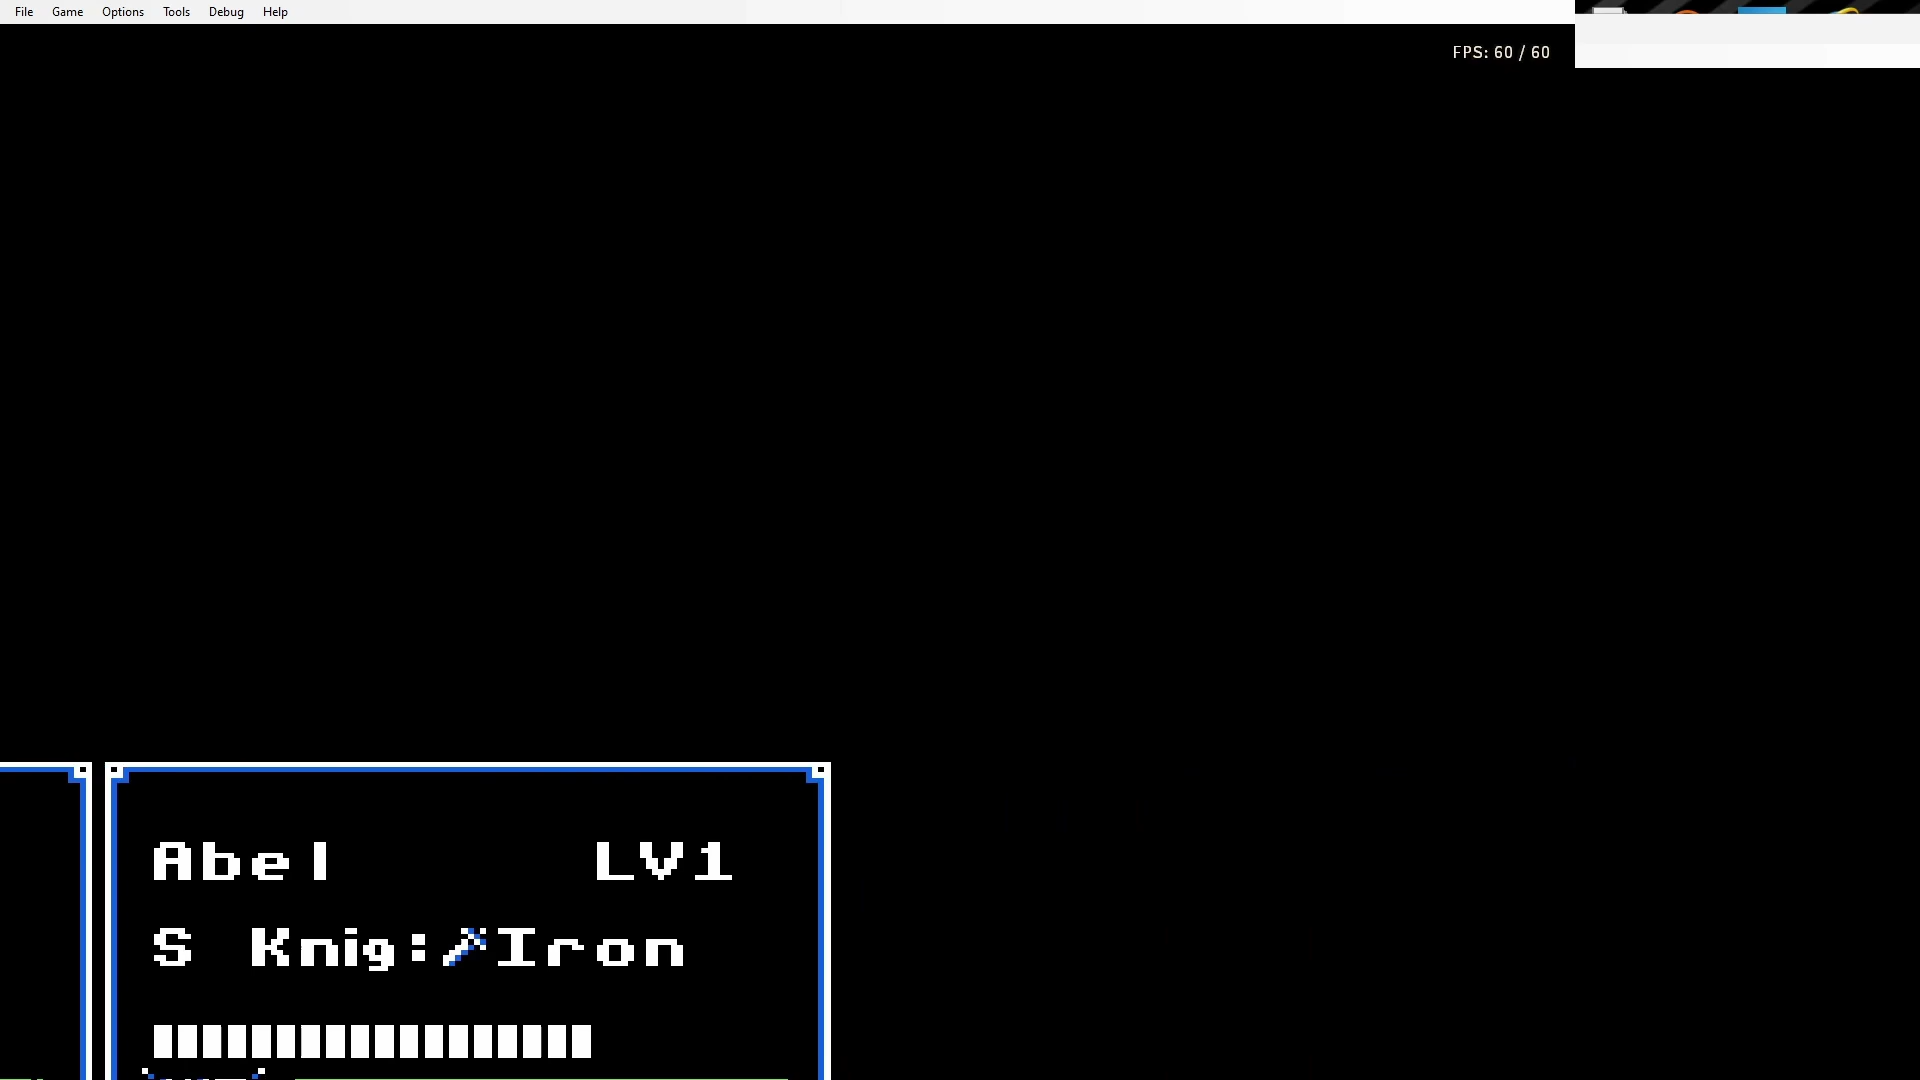 File Game Options Tools Debug Help
FPS: 60 / 60
Abel LV1
S Knig:Iron